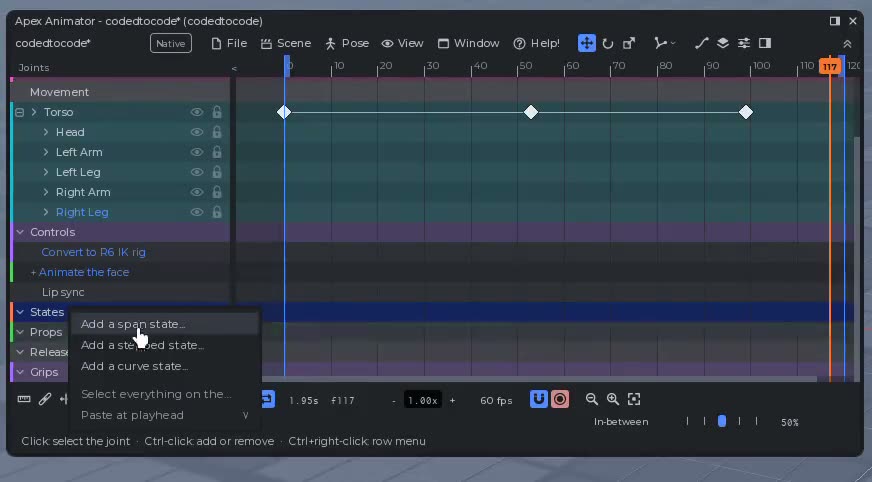 Apex Animator - codedtocode* (codedtocode)
codedtocode* Native File Scene Pose View Window Help!
Joints < 0 10 20 30 40 50 60 70 80 90 100 110 117 120
Movement
Torso
Head
Left Arm
Left Leg
Right Arm
Right Leg
Controls
Convert to R6 IK rig
+ Animate the face
Lip sync
States
Add a span state...
Props
Add a stepped state...
Release
Add a curve state...
Grips
Select everything on the...
1.95s f117 - 1.00x + 60 fps
Paste at playhead V
In-between 50%
Click: select the joint · Ctrl-click: add or remove · Ctrl+right-click: row menu